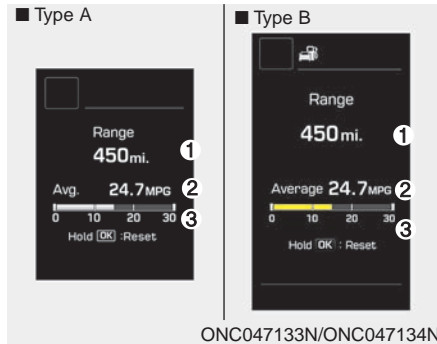 ■ Type A
Range
450mi.
1
Avg. 24.7MPG
2
0 10 20 30
3
Hold OK :Reset
■ Type B
Range
450mi.
1
Average 24.7MPG
2
0 10 20 30
3
Hold OK : Reset
ONC047133N/ONC047134N